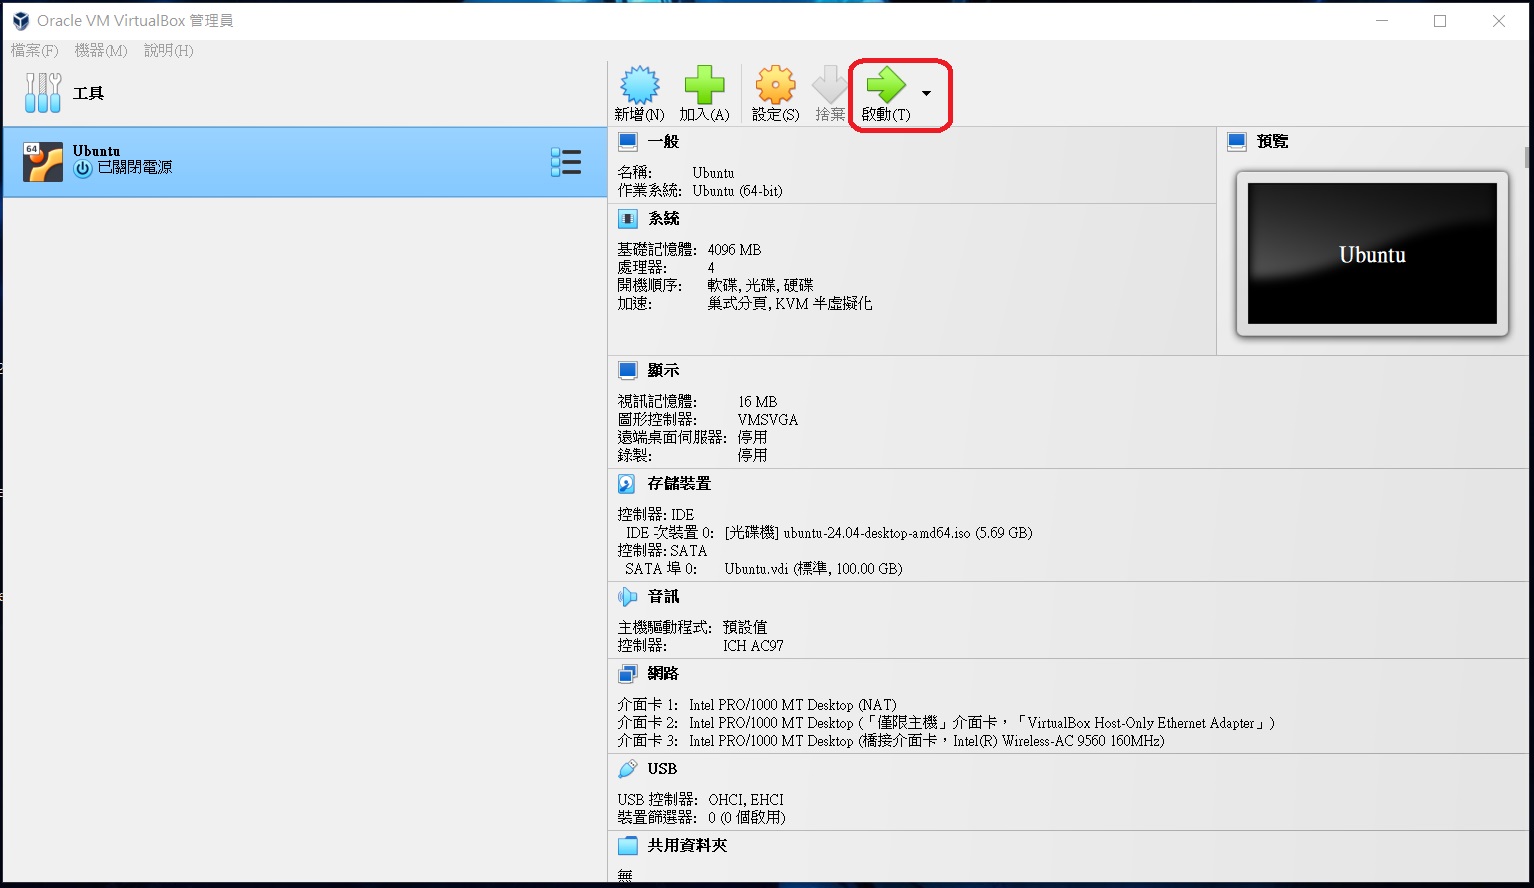 Oracle VM VirtualBox 管理員
檔案(F) 機器(M) 說明(H)
工具
新增(N) 加入(A) 設定(S) 捨棄 啟動(T)
64
Ubuntu
已關閉電源
一般
名稱: Ubuntu
作業系統: Ubuntu (64-bit)
預覽
Ubuntu
系統
基礎記憶體: 4096 MB
處理器: 4
開機順序: 軟碟, 光碟, 硬碟
加速: 巢式分頁, KVM 半虛擬化
顯示
視訊記憶體: 16 MB
圖形控制器: VMSVGA
遠端桌面伺服器: 停用
錄製: 停用
存儲裝置
控制器: IDE
IDE 次裝置 0: [光碟機] ubuntu-24.04-desktop-amd64.iso (5.69 GB)
控制器: SATA
SATA 埠 0: Ubuntu.vdi (標準, 100.00 GB)
音訊
主機驅動程式: 預設值
控制器: ICH AC97
網路
介面卡 1: Intel PRO/1000 MT Desktop (NAT)
介面卡 2: Intel PRO/1000 MT Desktop (「僅限主機」介面卡，「VirtualBox Host-Only Ethernet Adapter」)
介面卡 3: Intel PRO/1000 MT Desktop (橋接介面卡，Intel(R) Wireless-AC 9560 160MHz)
USB
USB 控制器: OHCI, EHCI
裝置篩選器: 0 (0 個啟用)
共用資料夾
無